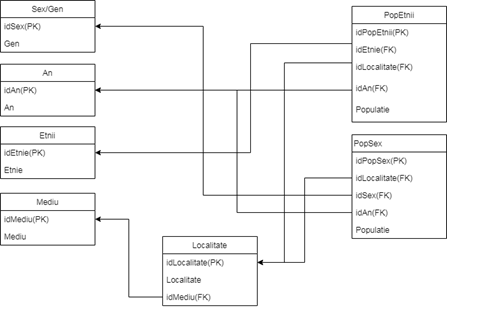 Sex/Gen
idSex(PK)
Gen
An
idAn(PK)
An
Etnii
idEtnie(PK)
Etnie
Mediu
idMediu(PK)
Mediu
Localitate
idLocalitate(PK)
Localitate
idMediu(FK)
PopEtnii
idPopEtnii(PK)
idEtnie(FK)
idLocalitate(FK)
idAn(FK)
Populatie
PopSex
idPopSex(PK)
idLocalitate(FK)
idSex(FK)
idAn(FK)
Populatie